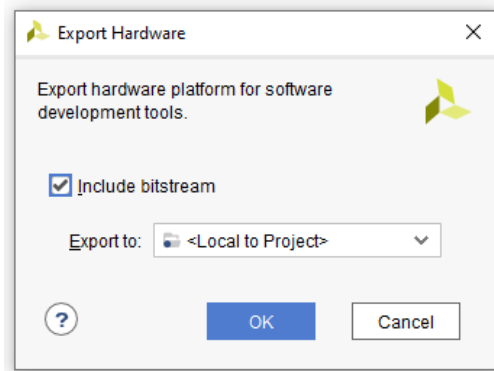 Export Hardware
Export hardware platform for software
development tools.
Include bitstream
Export to: <Local to Project>
?
OK Cancel